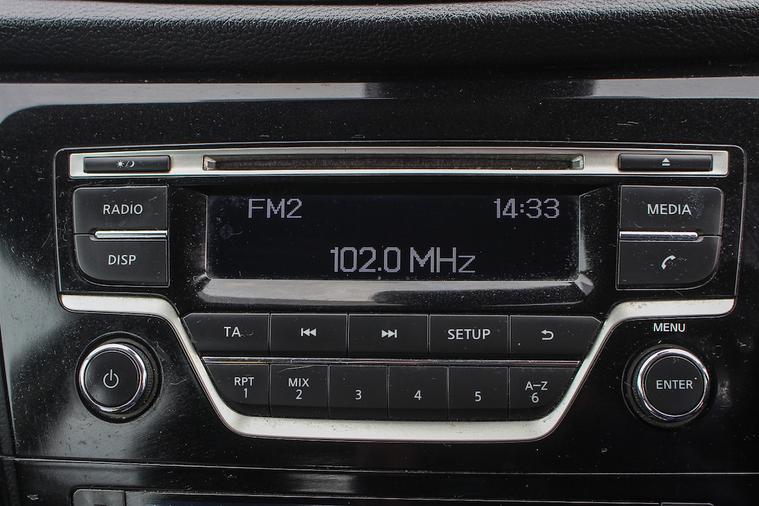 FM2 14:33
102.0 MHz
RADIO
DISP
MEDIA
TA
SETUP
MENU
RPT
1
MIX
2
3
4
5
A–Z
6
ENTER